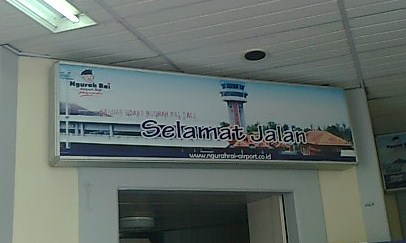 Ngurah Rai
Selamat Jalan
www.ngurahrai-airport.co.id